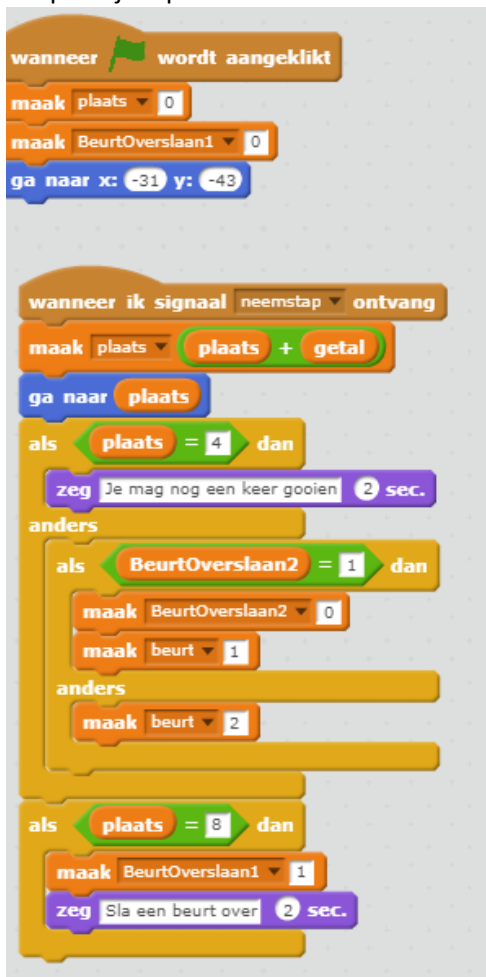 wanneer wordt aangeklikt
maak plaats 0
maak BeurtOverslaan1 0
ga naar x: -31 y: -43
wanneer ik signaal neemstap ontvang
maak plaats plaats + getal
ga naar plaats
als plaats = 4 dan
zeg Je mag nog een keer gooien 2 sec.
anders
als BeurtOverslaan2 = 1 dan
maak BeurtOverslaan2 0
maak beurt 1
anders
maak beurt 2
als plaats = 8 dan
maak BeurtOverslaan1 1
zeg Sla een beurt over 2 sec.